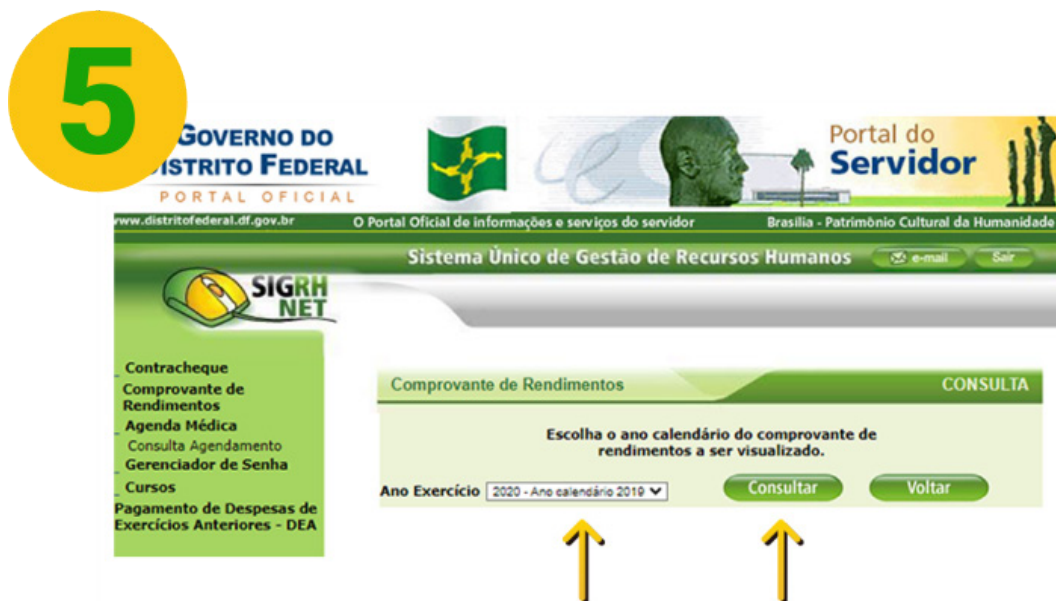 5
GOVERNO DO
DISTRITO FEDERAL
PORTAL OFICIAL
Portal do
Servidor
www.distritofederal.df.gov.br
O Portal Oficial de informações e serviços do servidor
Brasilia - Patrimônio Cultural da Humanidade
Sistema Único de Gestão de Recursos Humanos
e-mail
Sair
SIGRH
NET
Contracheque
Comprovante de
Rendimentos
Agenda Médica
Consulta Agendamento
Gerenciador de Senha
Cursos
Pagamento de Despesas de
Exercícios Anteriores - DEA
Comprovante de Rendimentos
CONSULTA
Escolha o ano calendário do comprovante de
rendimentos a ser visualizado.
Ano Exercício 2020 - Ano calendário 2019
Consultar
Voltar